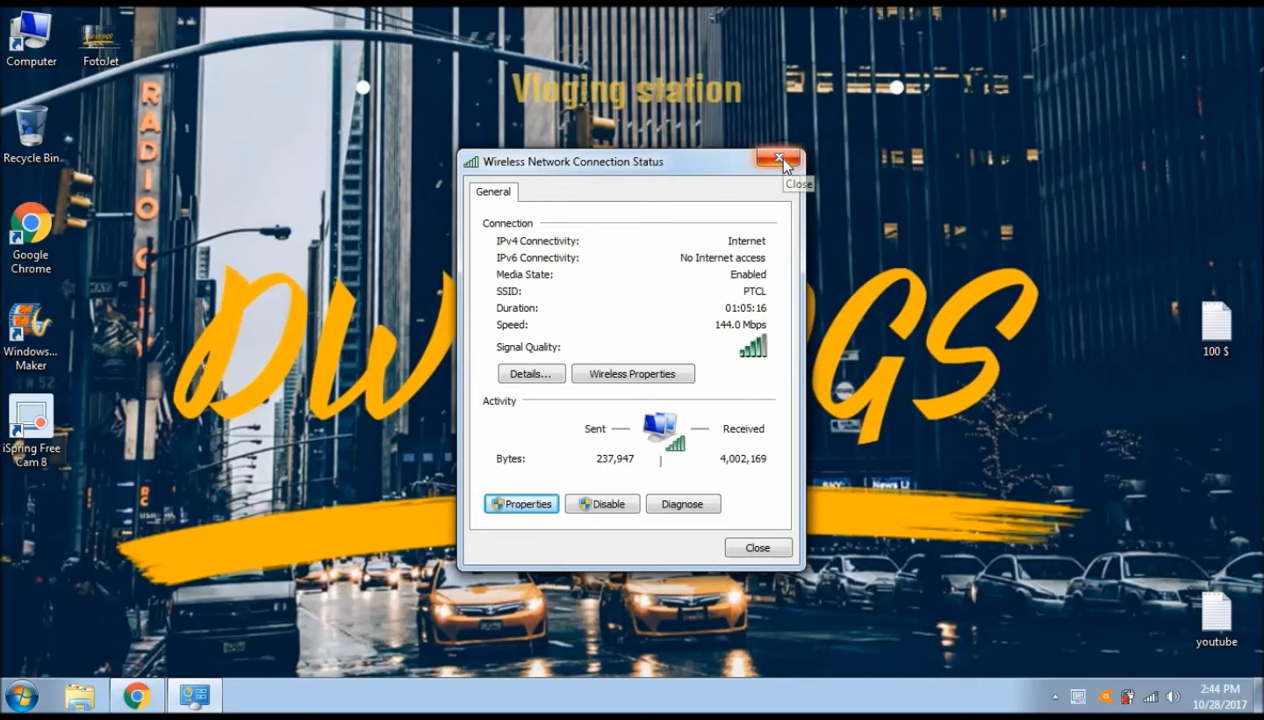 Computer
FotoJet
Recycle Bin
Google
Chrome
Windows...
Maker
iSpring Free
Cam 8
Vloging station
RADIO
DW
GS
Wireless Network Connection Status
Close
General
Connection
IPv4 Connectivity: Internet
IPv6 Connectivity: No Internet access
Media State: Enabled
SSID: PTCL
Duration: 01:05:16
Speed: 144.0 Mbps
Signal Quality:
Details... Wireless Properties
Activity
Sent Received
Bytes: 237,947 4,002,169
Properties Disable Diagnose
Close
100 $
youtube
2:44 PM
10/28/2017